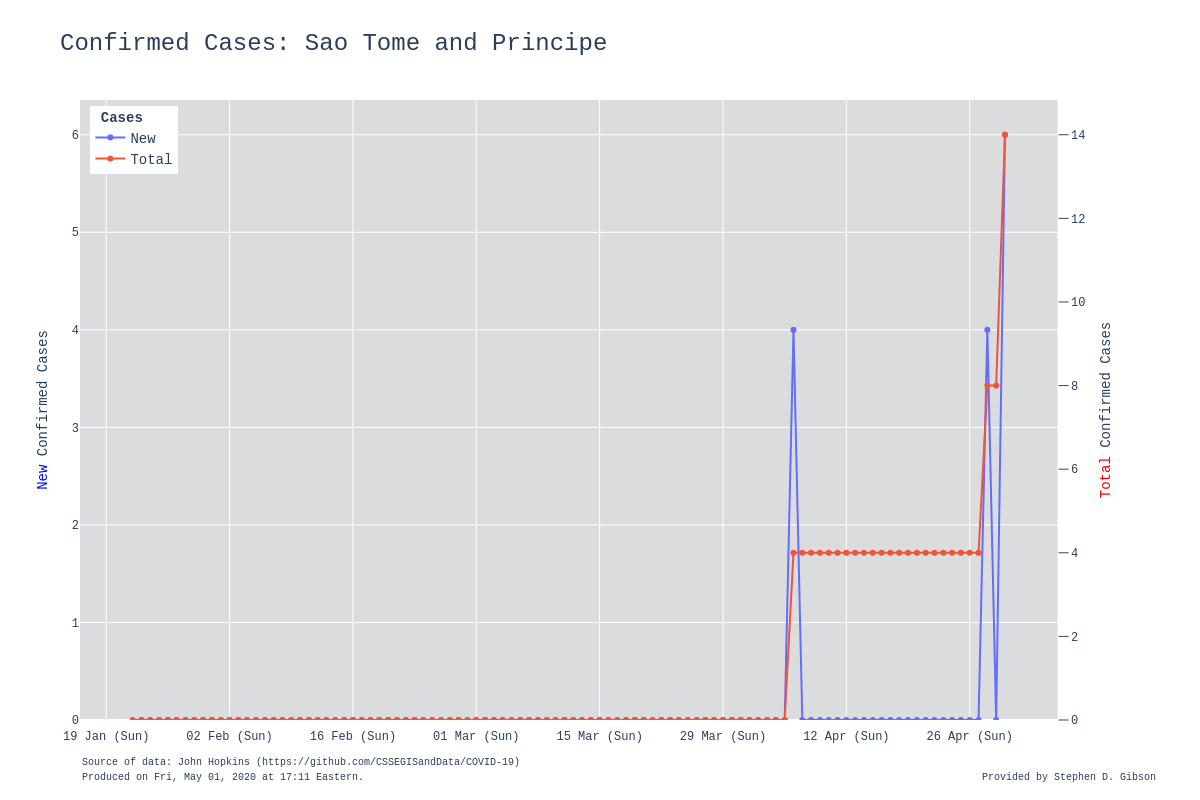 Confirmed Cases: Sao Tome and Principe
Cases
New
Total
6
5
4
3
2
1
0
New Confirmed Cases
14
12
10
8
6
4
2
0
Total Confirmed Cases
19 Jan (Sun) 02 Feb (Sun) 16 Feb (Sun) 01 Mar (Sun) 15 Mar (Sun) 29 Mar (Sun) 12 Apr (Sun) 26 Apr (Sun)
Source of data: John Hopkins (https://github.com/CSSEGISandData/COVID-19)
Produced on Fri, May 01, 2020 at 17:11 Eastern.
Provided by Stephen D. Gibson